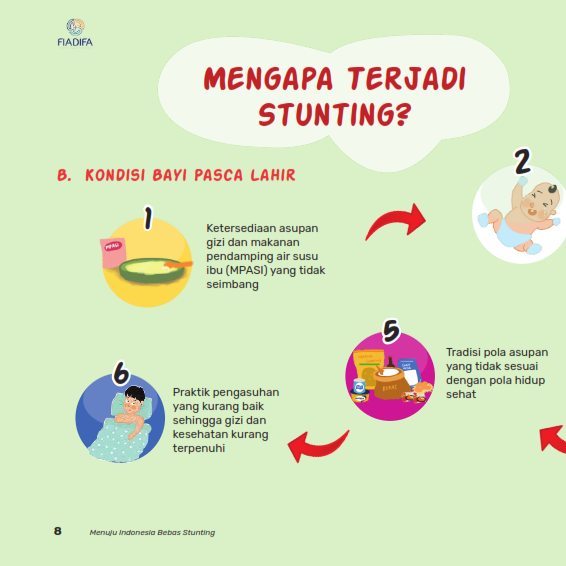 FIADIFA
MENGAPA TERJADI
STUNTING?
B. KONDISI BAYI PASCA LAHIR
1
MPASI
Ketersediaan asupan
gizi dan makanan
pendamping air susu
ibu (MPASI) yang tidak
seimbang
2
5
Tradisi pola asupan
yang tidak sesuai
dengan pola hidup
sehat
6
Praktik pengasuhan
yang kurang baik
sehingga gizi dan
kesehatan kurang
terpenuhi
8
Menuju Indonesia Bebas Stunting